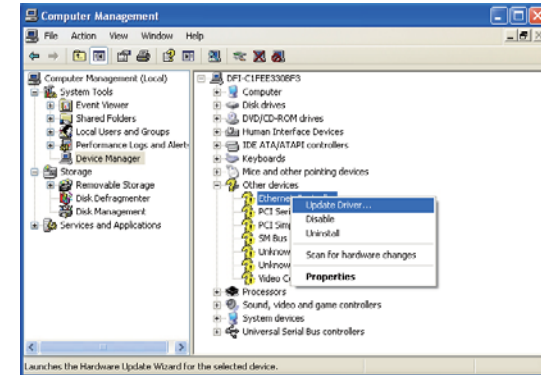 Computer Management
File Action View Window Help
Computer Management (Local)
System Tools
Event Viewer
Shared Folders
Local Users and Groups
Performance Logs and Alert
Device Manager
Storage
Removable Storage
Disk Defragmenter
Disk Management
Services and Applications
DFI-C1FEE330BF3
Computer
Disk drives
DVD/CD-ROM drives
Human Interface Devices
IDE ATA/ATAPI controllers
Keyboards
Mice and other pointing devices
Other devices
Ethernet
PCI Seri
PCI Simp
SM Bus
Unknow
Unknow
Video C
Processors
Sound, video and game controllers
System devices
Universal Serial Bus controllers
Update Driver...
Disable
Uninstall
Scan for hardware changes
Properties
Launches the Hardware Update Wizard for the selected device.